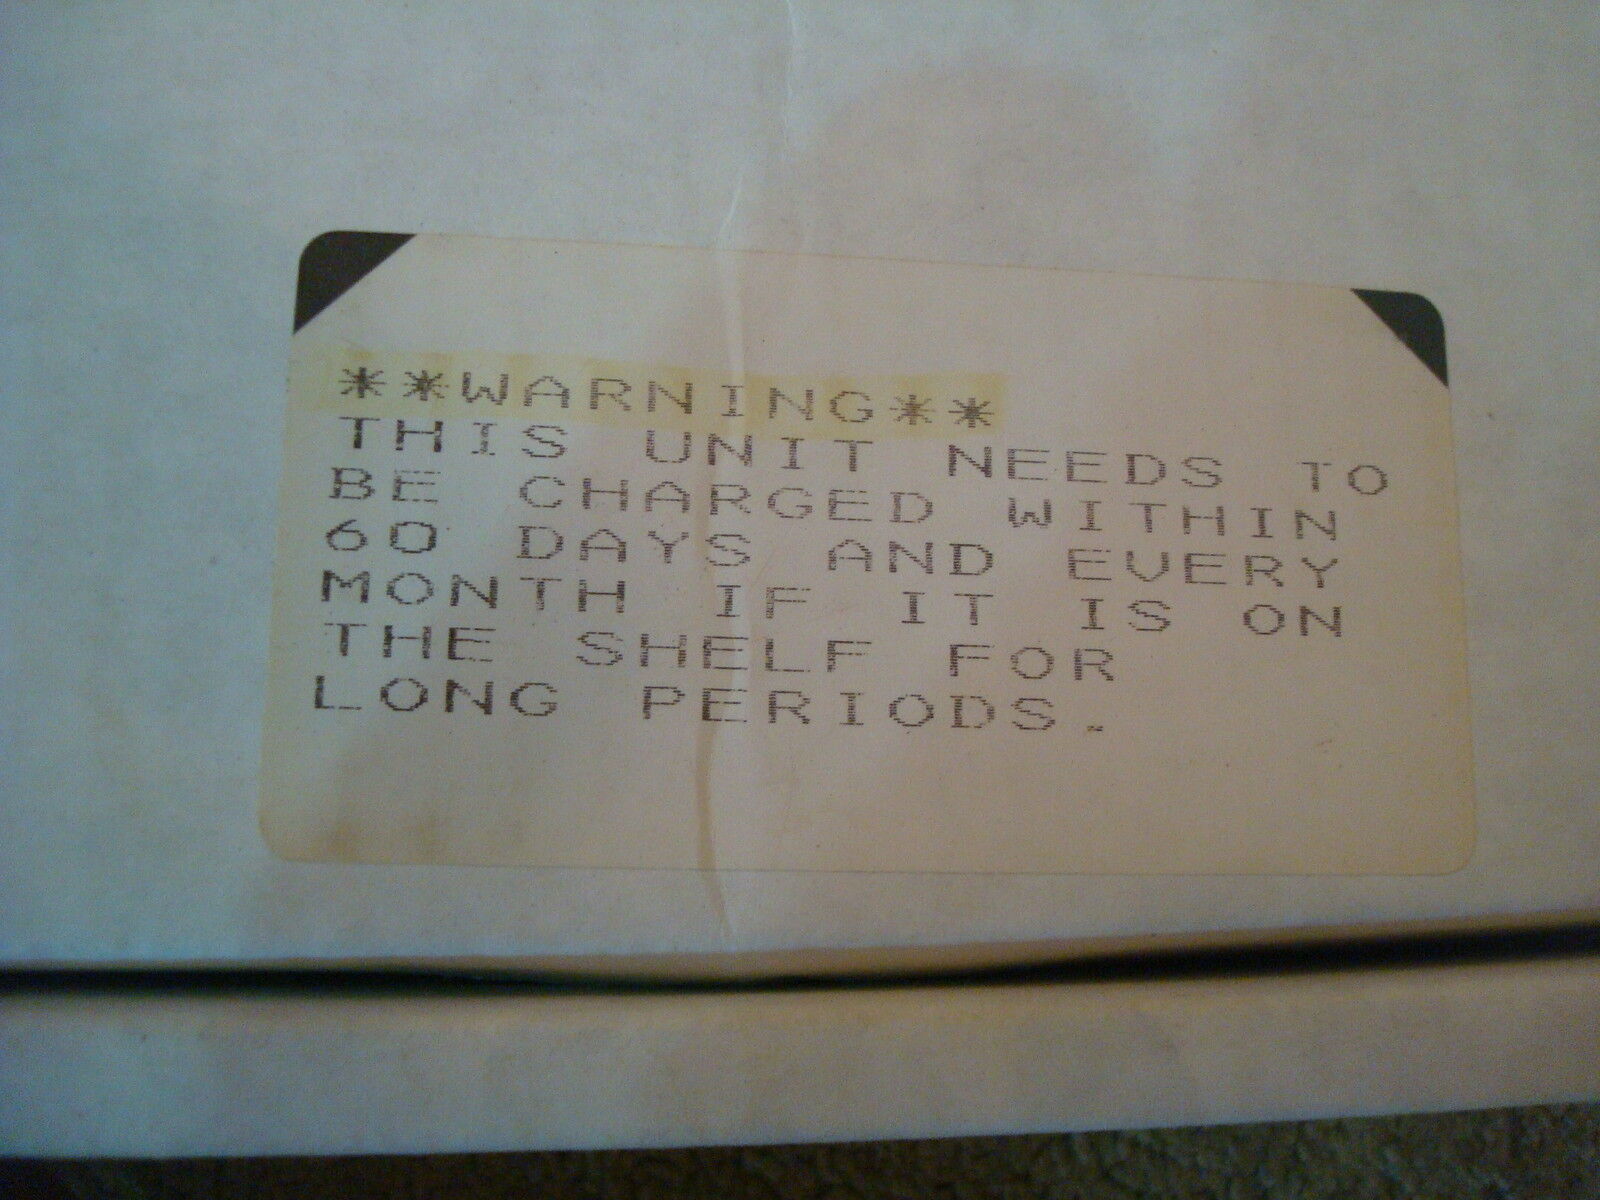 **WARNING**
THIS UNIT NEEDS TO
BE CHARGED WITHIN
60 DAYS AND EVERY
MONTH IF IT IS ON
THE SHELF FOR
LONG PERIODS.